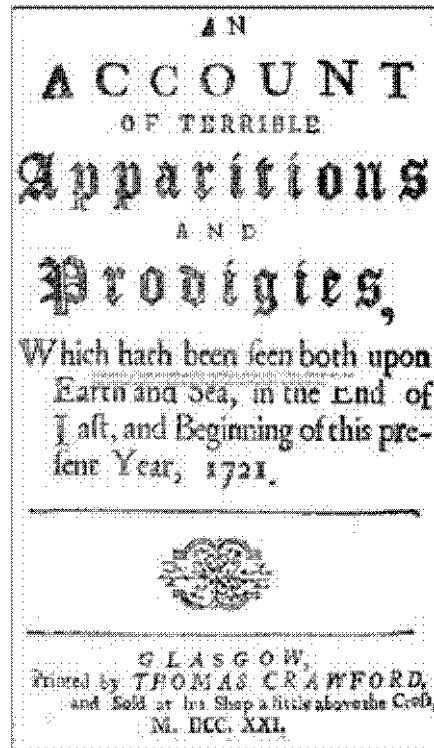 AN
ACCOUNT
OF TERRIBLE
Apparitions
AND
Prodigies,
Which hath been ſeen both upon
Earth and Sea, in the End of
Laſt, and Beginning of this pre-
ſent Year, 1721.
GLASGOW,
Printed by THOMAS CRAWFORD,
and Sold at his Shop a little above the Croſs,
M. DCC. XXI.